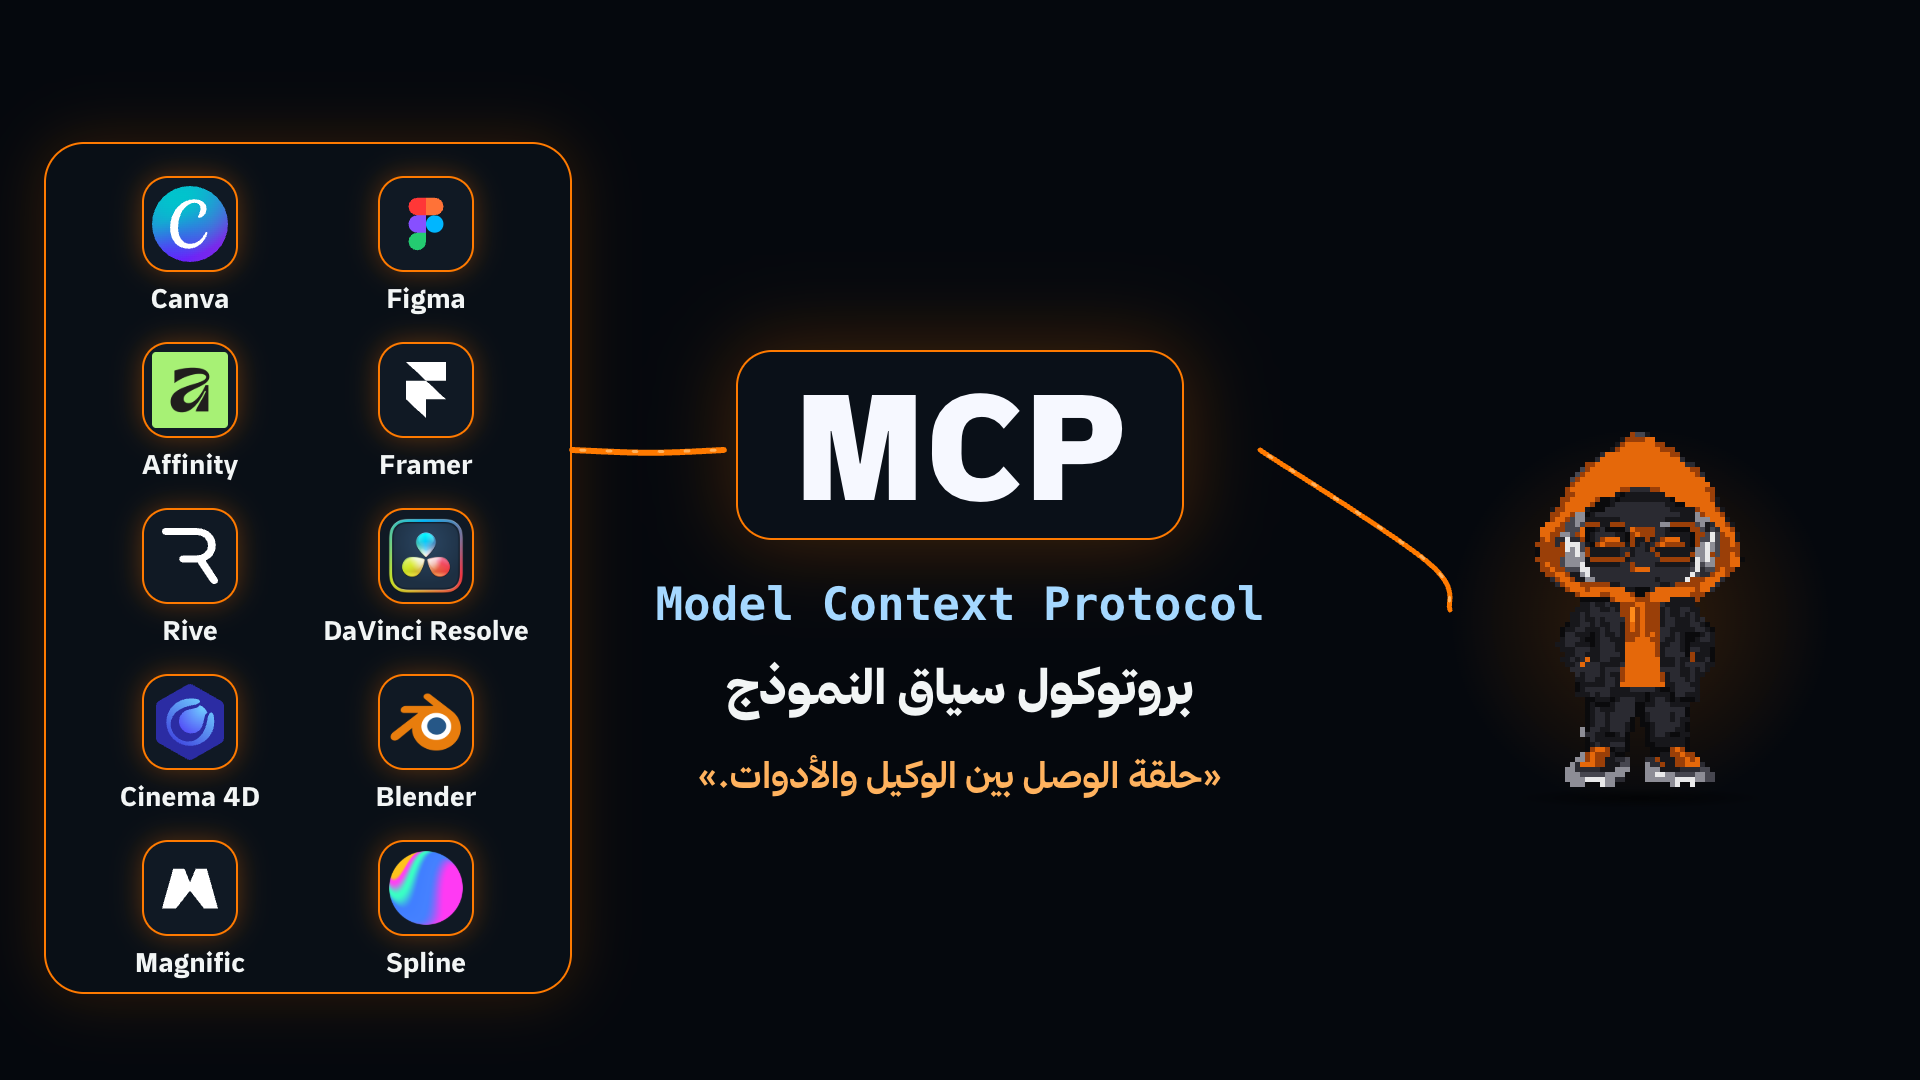 Canva
Figma
Affinity
Framer
Rive
DaVinci Resolve
Cinema 4D
Blender
Magnific
Spline
MCP
Model Context Protocol
بروتوكول سياق النموذج
«حلقة الوصل بين الوكيل والأدوات.»